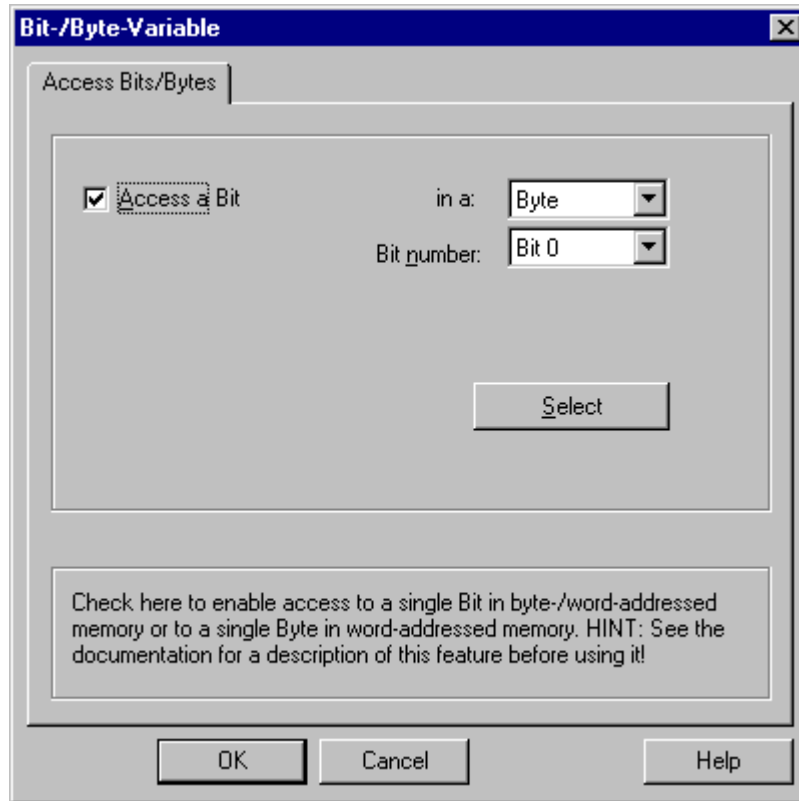 Bit-/Byte-Variable
Access Bits/Bytes
Access a Bit
in a:
Byte
Bit number:
Bit 0
Select
Check here to enable access to a single Bit in byte-/word-addressed
memory or to a single Byte in word-addressed memory. HINT: See the
documentation for a description of this feature before using it!
OK
Cancel
Help